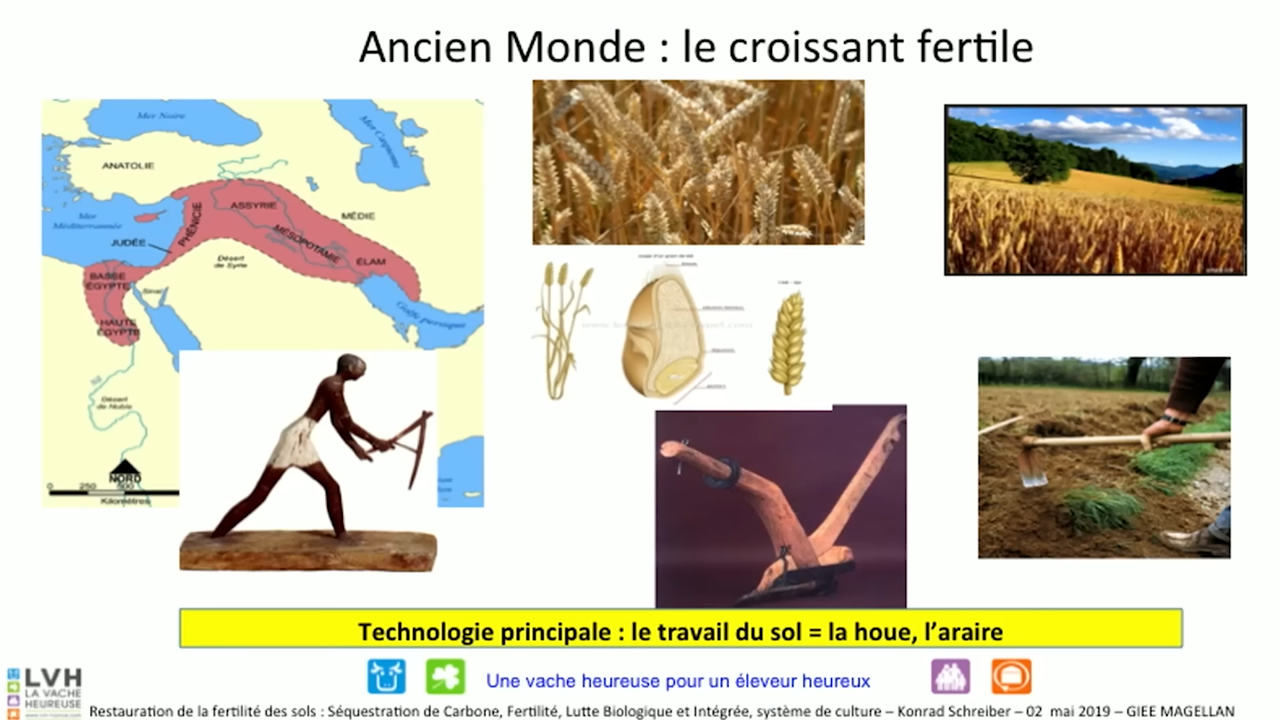 Ancien Monde : le croissant fertile
Mer Noire
Mer Caspienne
ANATOLIE
ASSYRIE
MÉDIE
Mer Méditerrannée
PHÉNICIE
JUDÉE
MÉSOPOTAMIE
Désert de Syrie
ÉLAM
BASSE ÉGYPTE
Sinaï
Golfe persique
HAUTE ÉGYPTE
Nil
Désert de Nubie
NORD
0 250 500
Kilomètres
Technologie principale : le travail du sol = la houe, l'araire
LVH
LA VACHE
HEUREUSE
Une vache heureuse pour un éleveur heureux
Restauration de la fertilité des sols : Séquestration de Carbone, Fertilité, Lutte Biologique et Intégrée, système de culture – Konrad Schreiber – 02 mai 2019 – GIEE MAGELLAN